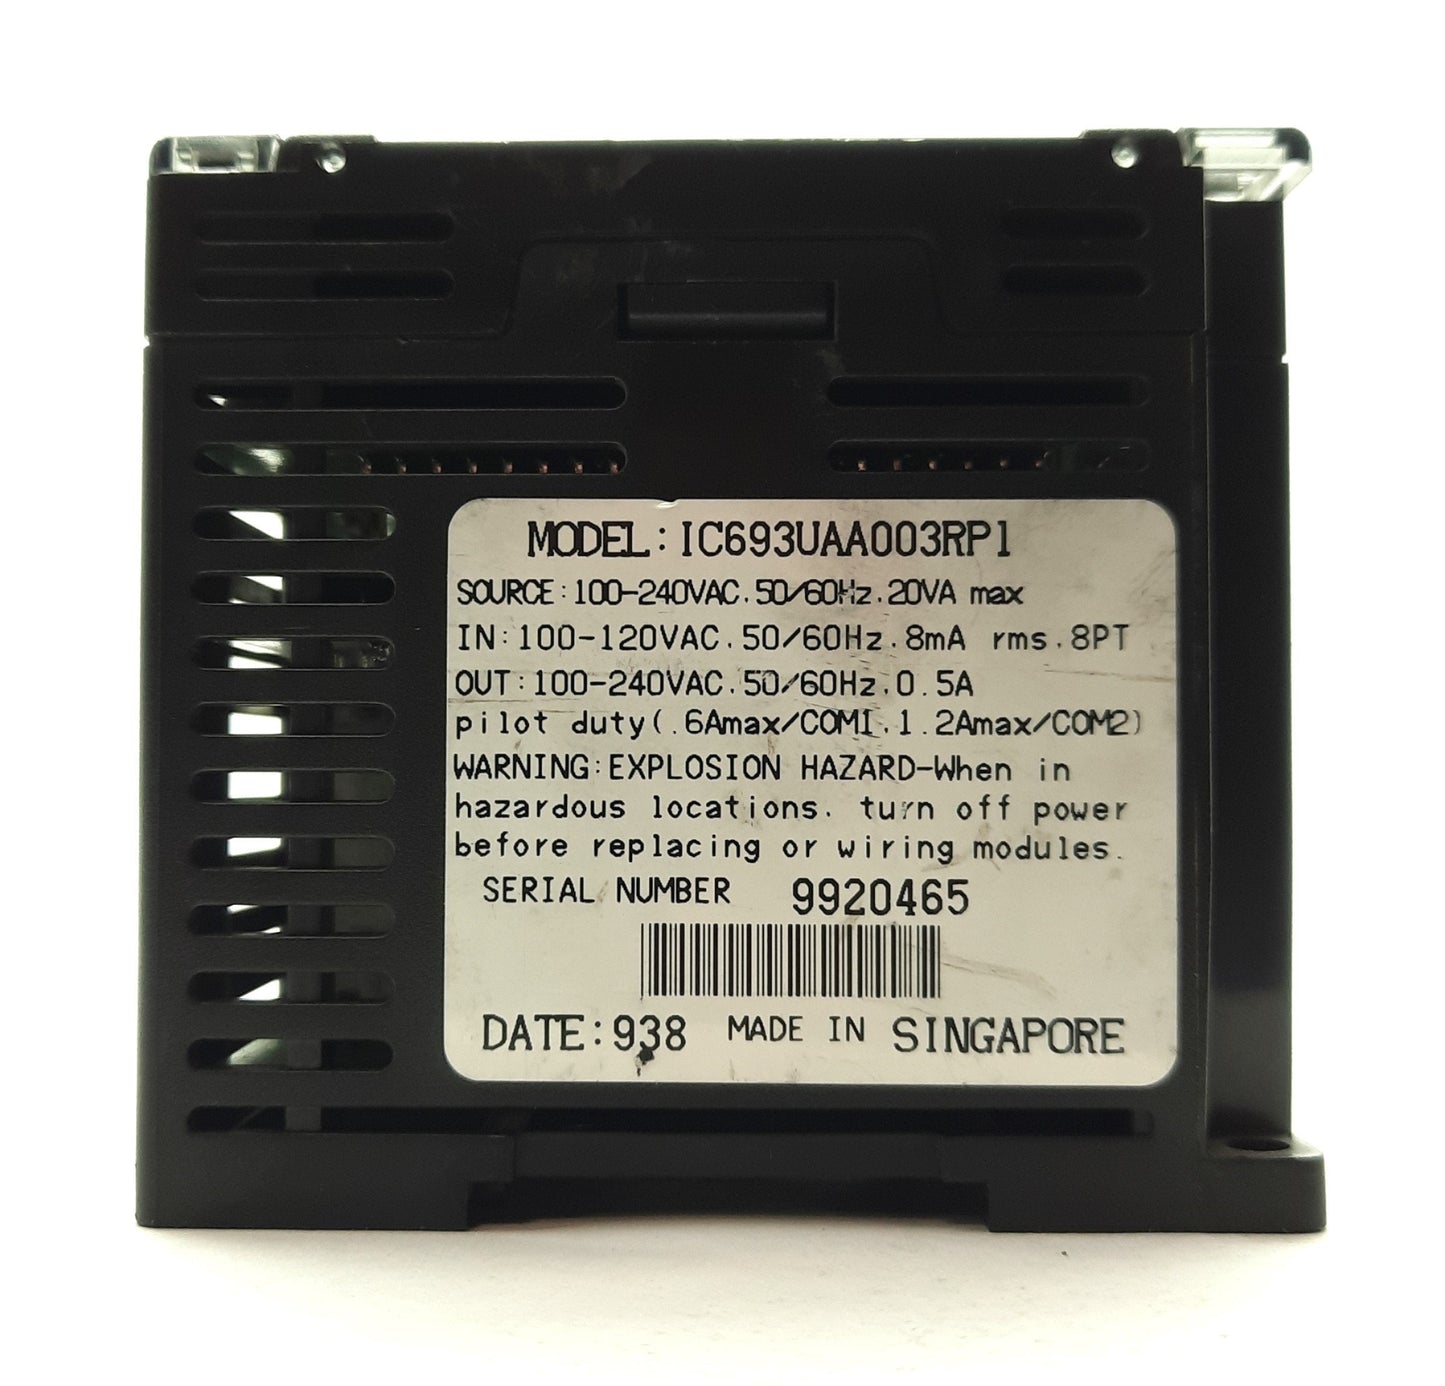 MODEL:IC693UAA003RP1
SOURCE:100-240VAC.50/60Hz.20VA max
IN:100-120VAC.50/60Hz.8mA rms.8PT
OUT:100-240VAC.50/60Hz.0.5A
pilot duty(.6Amax/COM1.1.2Amax/COM2)
WARNING:EXPLOSION HAZARD-When in
hazardous locations. turn off power
before replacing or wiring modules.
SERIAL NUMBER 9920465
DATE:938 MADE IN SINGAPORE